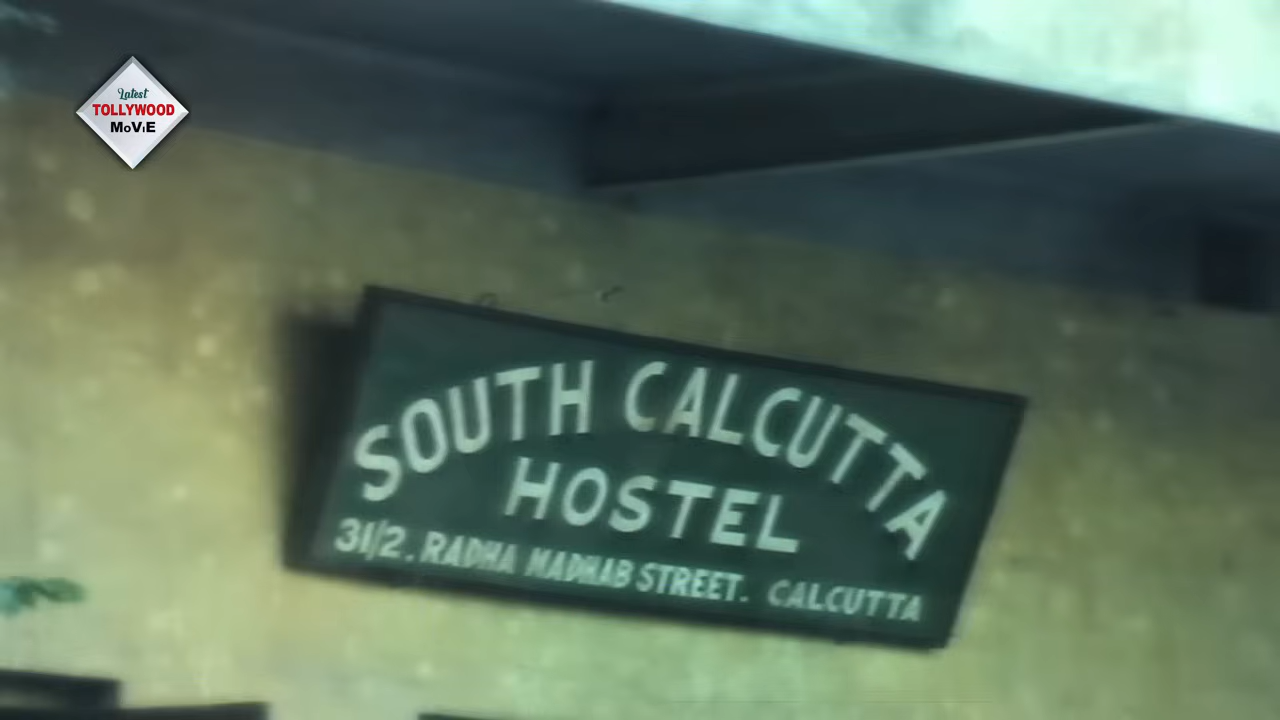 Latest
TOLLYWOOD
MoViE
SOUTH CALCUTTA
HOSTEL
31/2. RADHA MADHAB STREET. CALCUTTA